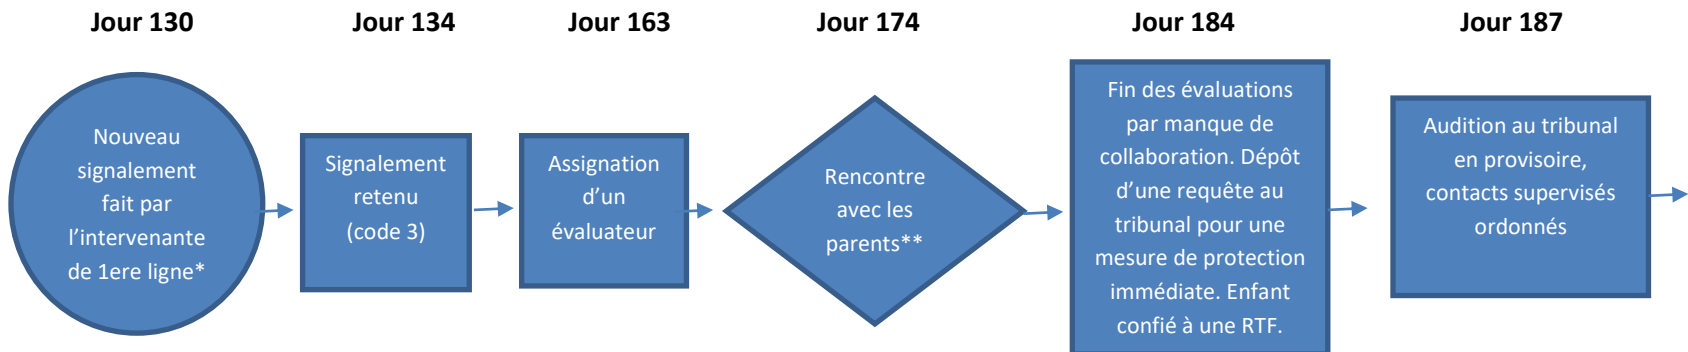 Jour 130
Jour 134
Jour 163
Jour 174
Jour 184
Jour 187
Nouveau
signalement
fait par
l’intervenante
de 1ere ligne*
Signalement
retenu
(code 3)
Assignation
d’un
évaluateur
Rencontre
avec les
parents**
Fin des évaluations
par manque de
collaboration. Dépôt
d’une requête au
tribunal pour une
mesure de protection
immédiate. Enfant
confié à une RTF.
Audition au tribunal
en provisoire,
contacts supervisés
ordonnés